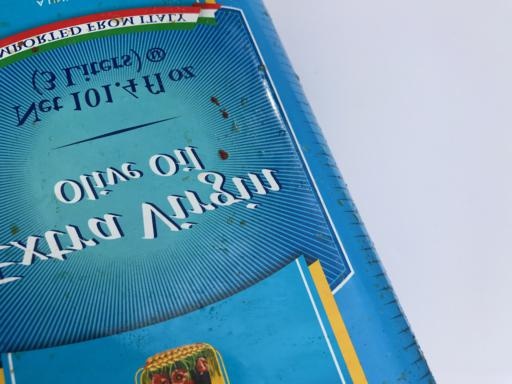 Extra Virgin
Olive Oil
Net 101.4 fl oz
(3 Liters) ⓤ
IMPORTED FROM ITALY